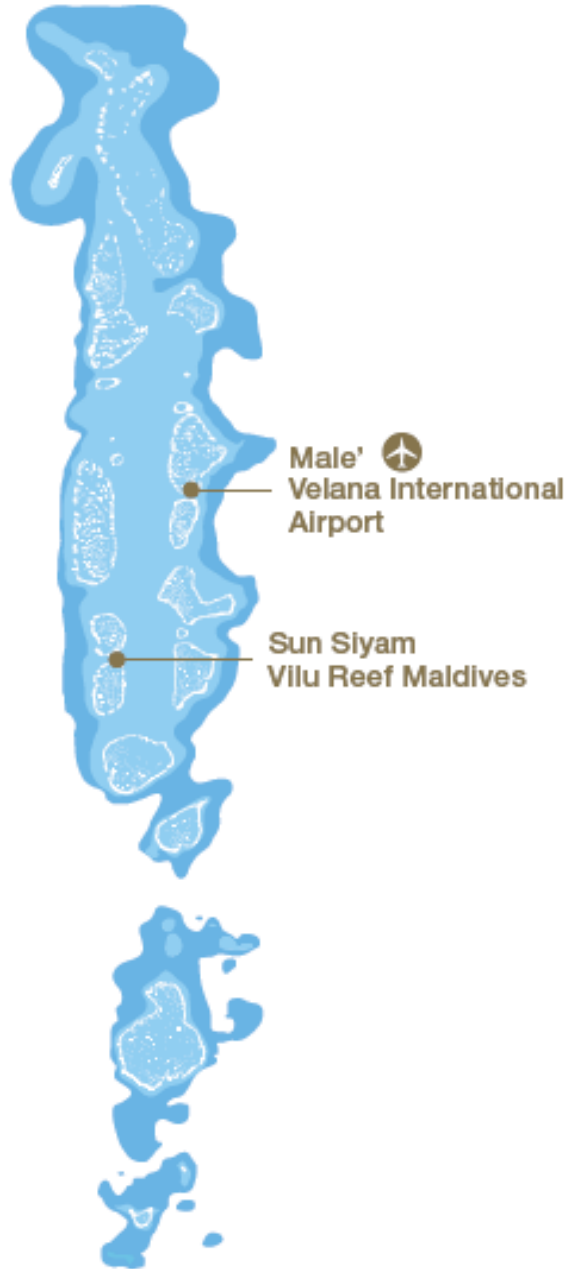 Male'
Velana International
Airport
Sun Siyam
Vilu Reef Maldives